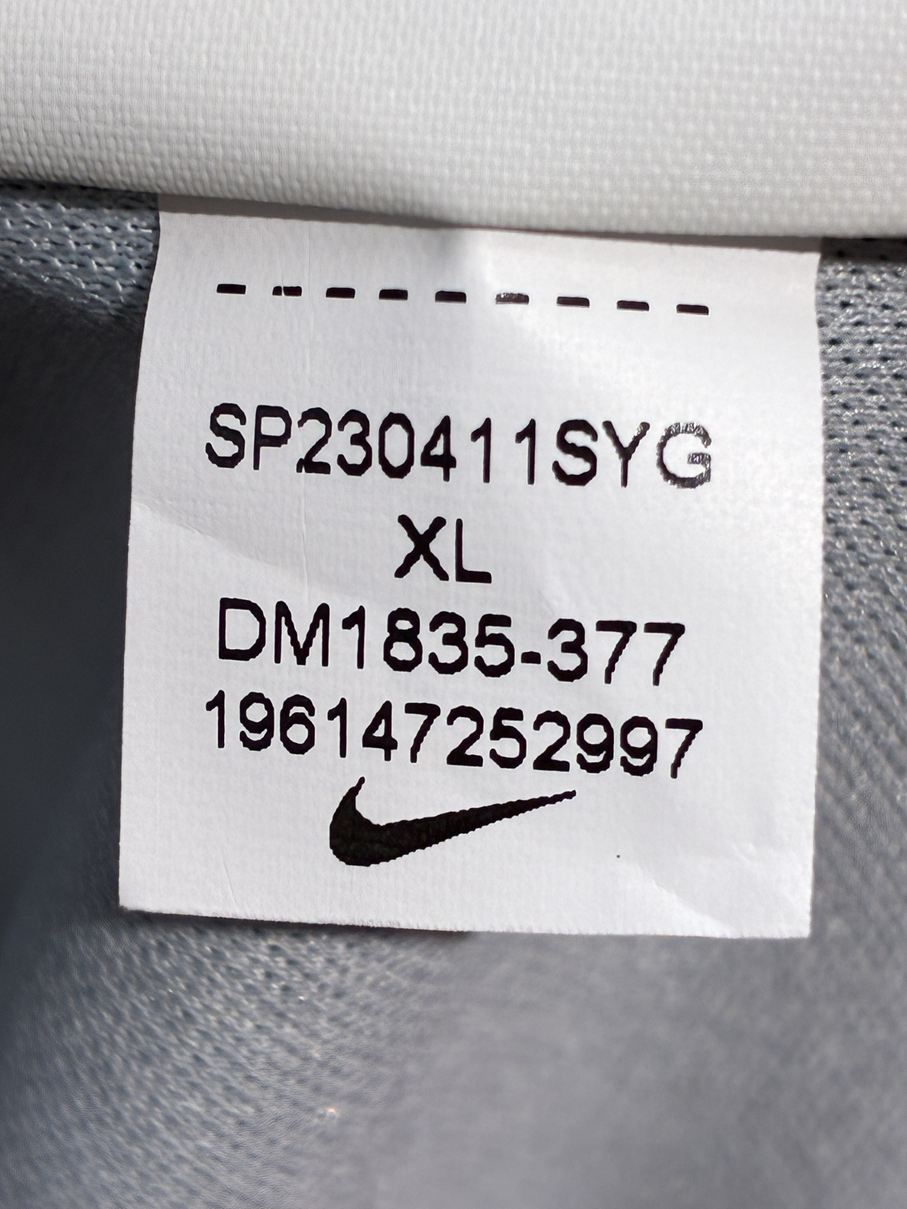 SP230411SYG
XL
DM1835-377
196147252997